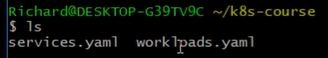 Richard@DESKTOP-G39TV9C ~/k8s-course
$ ls
services.yaml  workloads.yaml